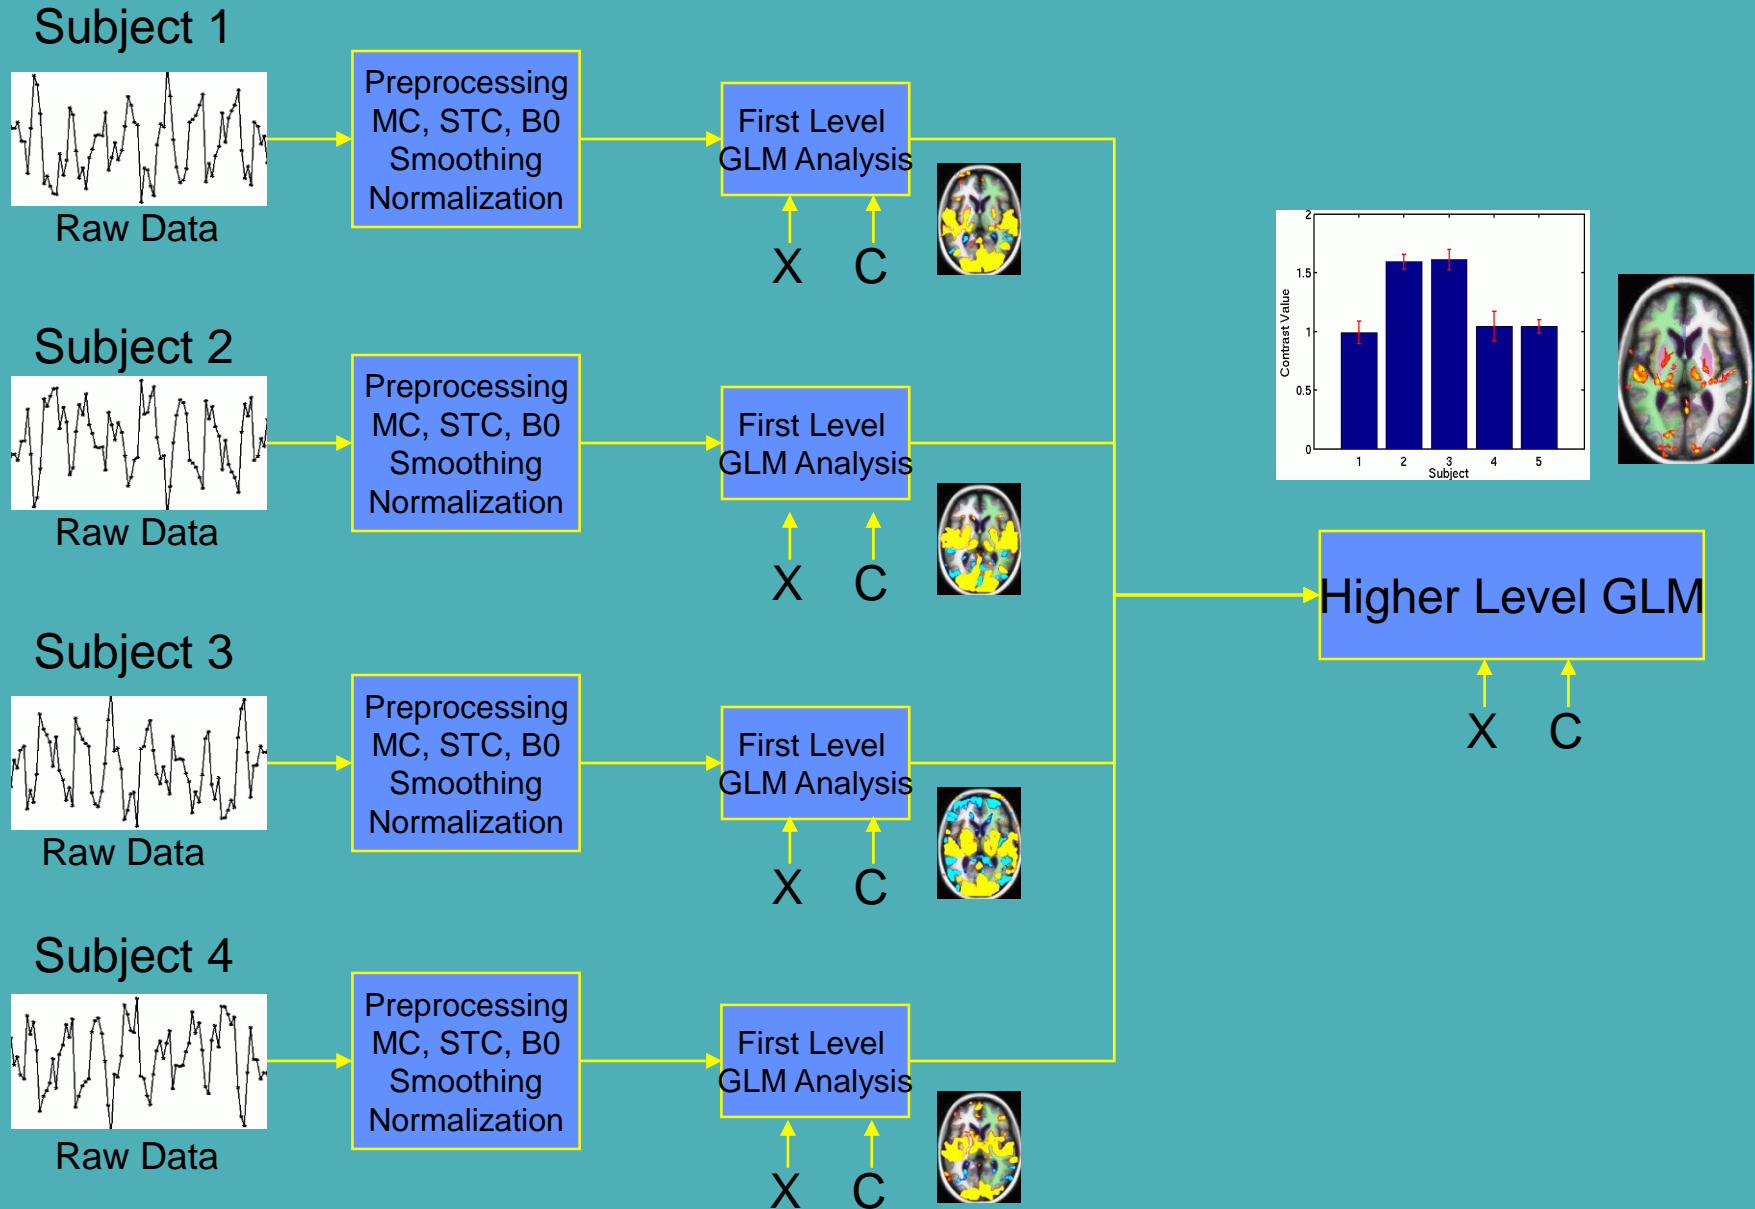 Subject 1
Raw Data
Preprocessing
MC, STC, B0
Smoothing
Normalization
First Level
GLM Analysis
X C
Subject 2
Raw Data
Preprocessing
MC, STC, B0
Smoothing
Normalization
First Level
GLM Analysis
X C
Subject 3
Raw Data
Preprocessing
MC, STC, B0
Smoothing
Normalization
First Level
GLM Analysis
X C
Subject 4
Raw Data
Preprocessing
MC, STC, B0
Smoothing
Normalization
First Level
GLM Analysis
X C
Contrast Value
2
1.5
1
0.5
0
1 2 3 4 5
Subject
Higher Level GLM
X C